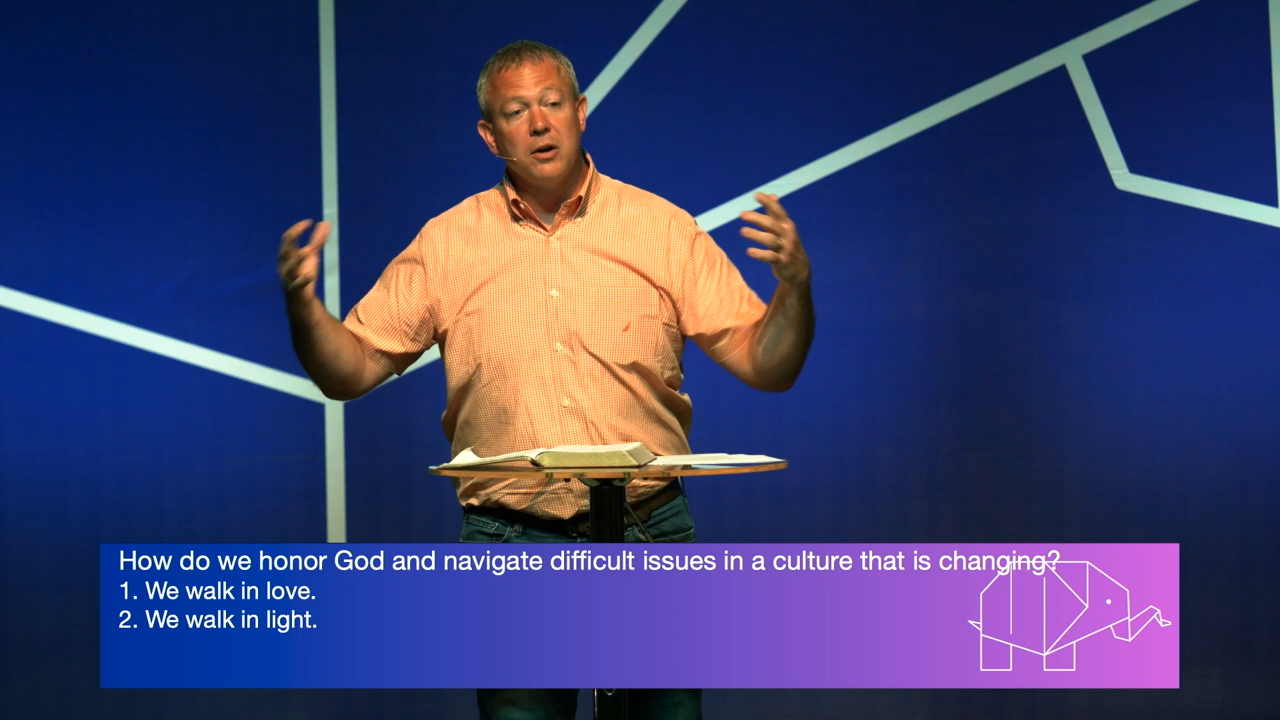 How do we honor God and navigate difficult issues in a culture that is changing?
1. We walk in love.
2. We walk in light.